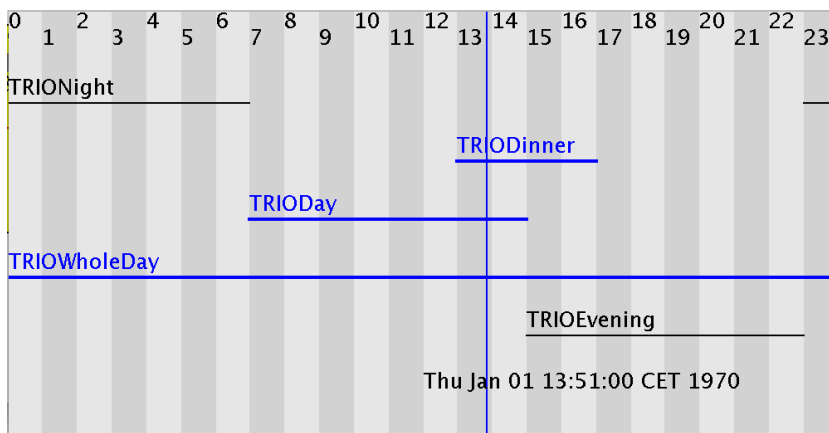 0 2 4 6 7 8 10 12 14 16 18 20 22
1 3 5 9 11 13 15 17 19 21 23
TRIONight
TRIODinner
TRIODay
TRIOWholeDay
TRIOEvening
Thu Jan 01 13:51:00 CET 1970